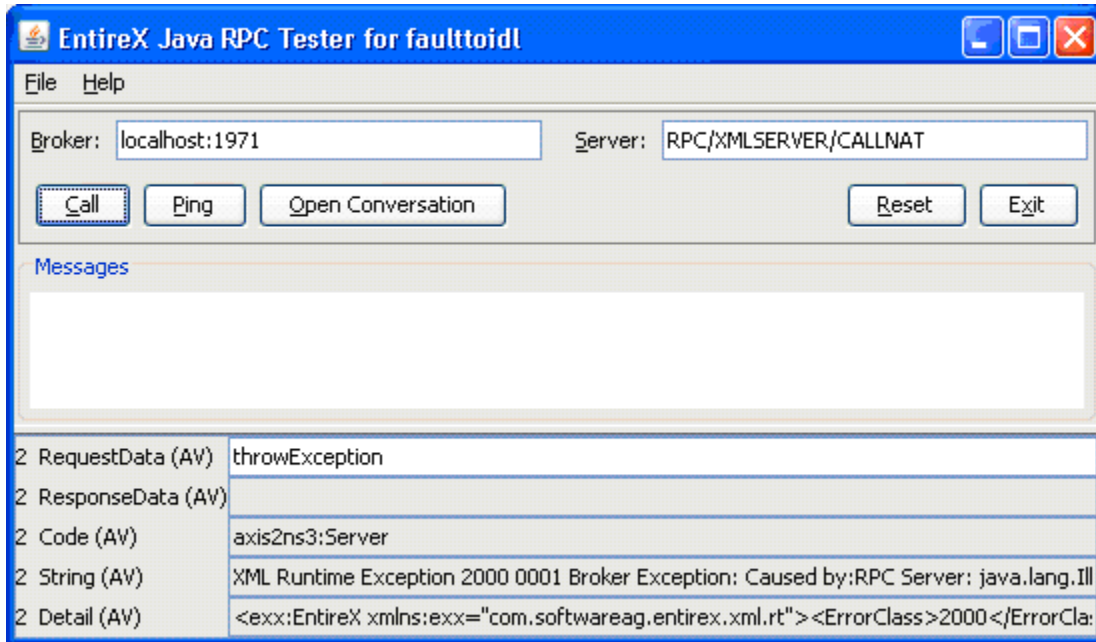 EntireX Java RPC Tester for faulttoidl
File Help
Broker: localhost:1971 Server: RPC/XMLSERVER/CALLNAT
Call Ping Open Conversation Reset Exit
Messages
2 RequestData (AV) throwException
2 ResponseData (AV)
2 Code (AV) axis2ns3:Server
2 String (AV) XML Runtime Exception 2000 0001 Broker Exception: Caused by:RPC Server: java.lang.Ill
2 Detail (AV) <exx:EntireX xmlns:exx="com.softwareag.entirex.xml.rt"><ErrorClass>2000</ErrorCla